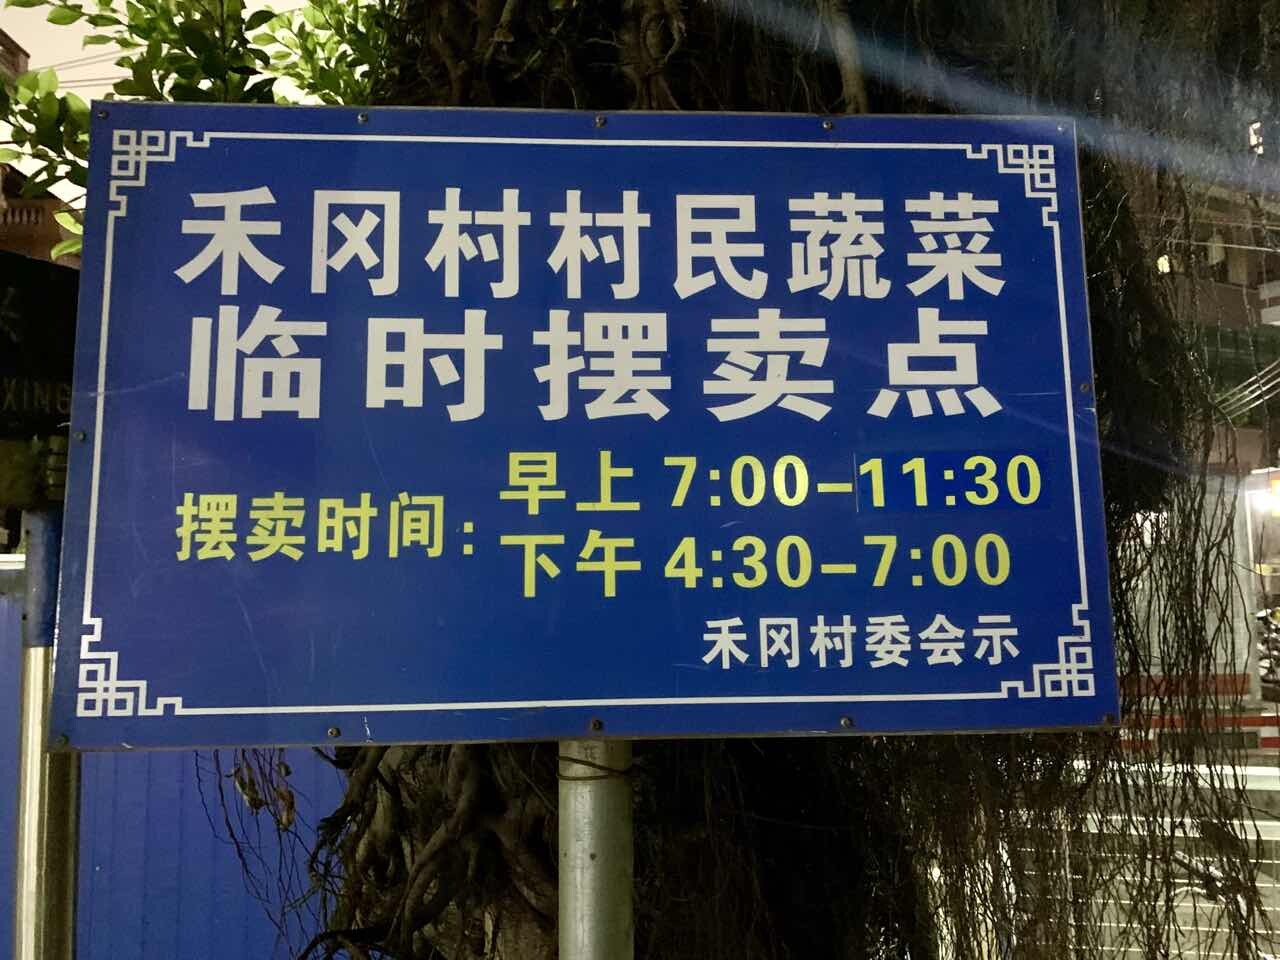 禾冈村村民蔬菜
临时摆卖点
摆卖时间：
早上 7:00-11:30
下午 4:30-7:00
禾冈村委会示
XING